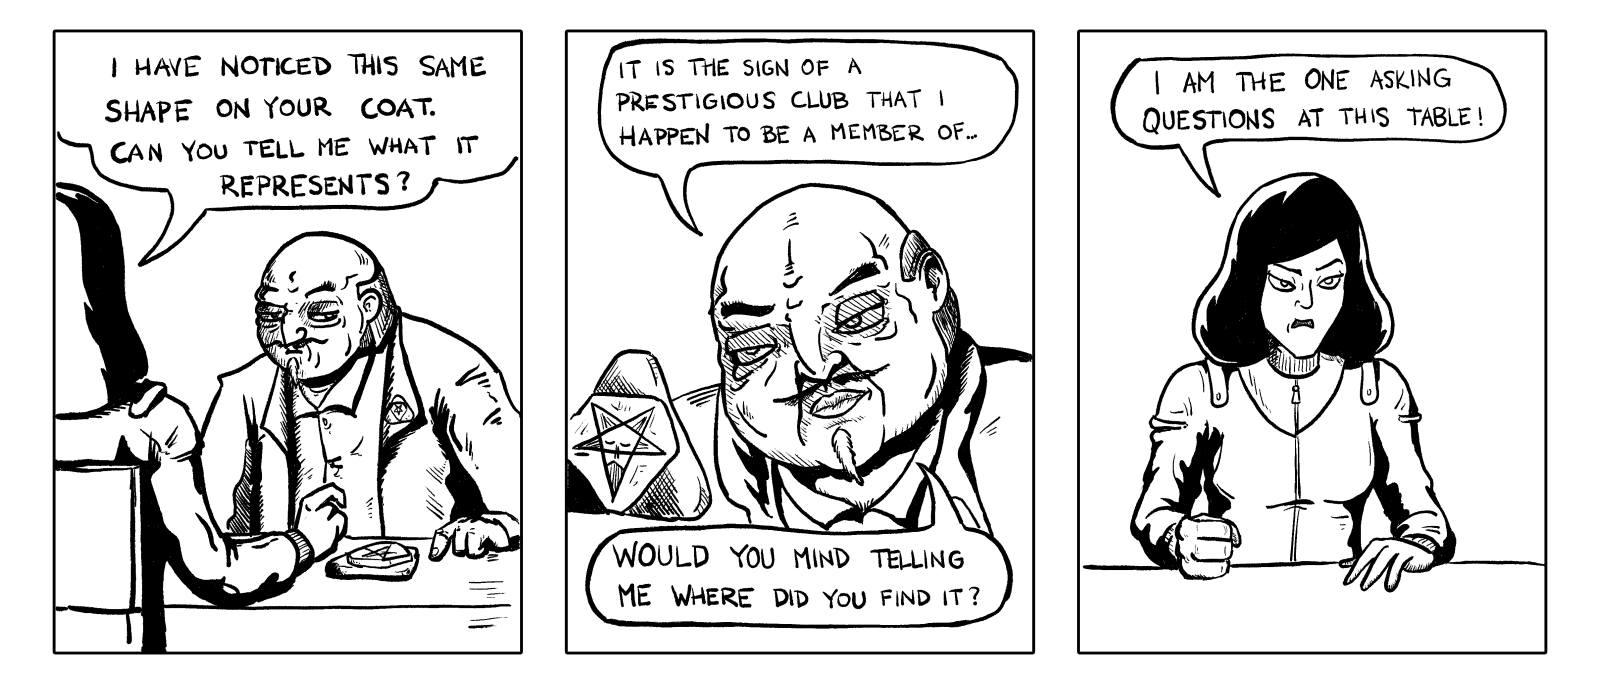 I HAVE NOTICED THIS SAME
SHAPE ON YOUR COAT.
CAN YOU TELL ME WHAT IT
REPRESENTS?
IT IS THE SIGN OF A
PRESTIGIOUS CLUB THAT I
HAPPEN TO BE A MEMBER OF...
WOULD YOU MIND TELLING
ME WHERE DID YOU FIND IT?
I AM THE ONE ASKING
QUESTIONS AT THIS TABLE!